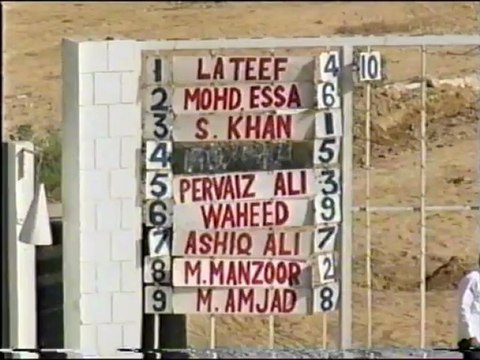 1 LATEEF 4 10
2 MOHD. ESSA 6
3 S. KHAN 1
4 5
5 PERVAIZ ALI 3
6 WAHEED 9
7 ASHIQ ALI 7
8 M. MANZOOR 2
9 M. AMJAD 8